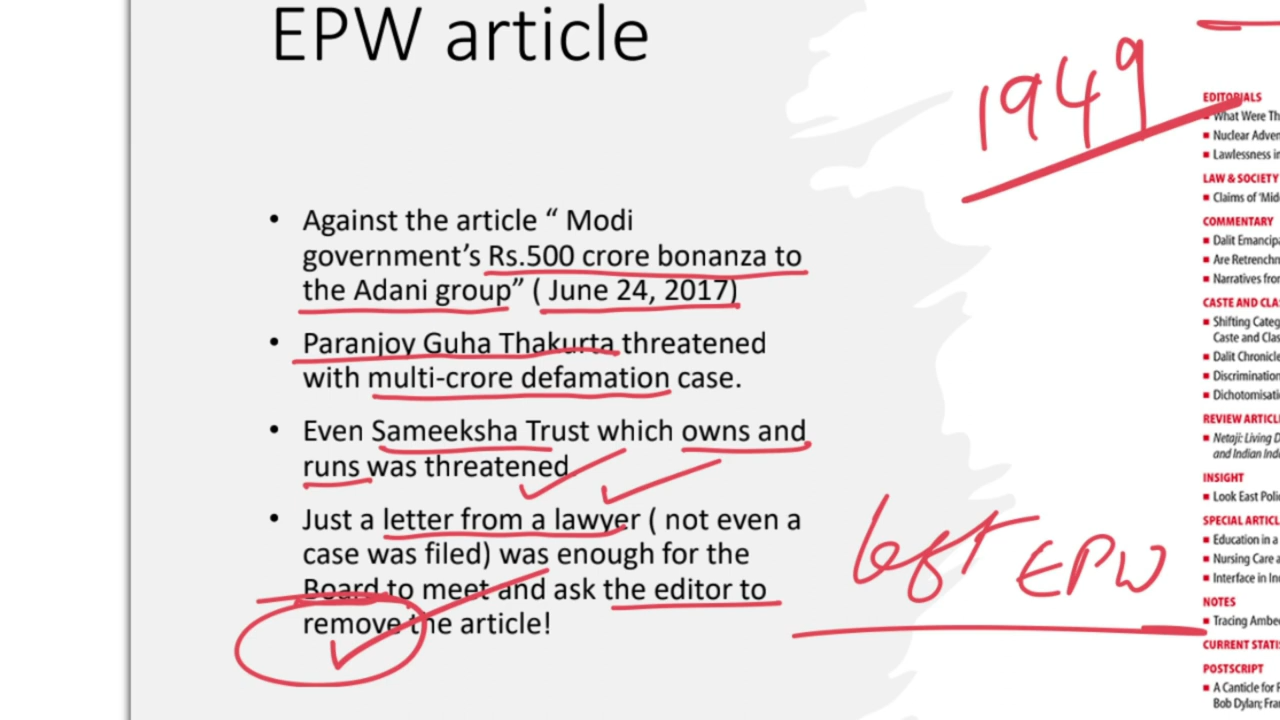 EPW article
1949
• Against the article “ Modi
government’s Rs.500 crore bonanza to
the Adani group” ( June 24, 2017)
• Paranjoy Guha Thakurta threatened
with multi-crore defamation case.
• Even Sameeksha Trust which owns and
runs was threatened
• Just a letter from a lawyer ( not even a
case was filed) was enough for the
Board to meet and ask the editor to
remove the article!
left EPW
EDITORIALS
What Were Th
Nuclear Adven
Lawlessness in
LAW & SOCIETY
Claims of 'Mid
COMMENTARY
Dalit Emancipa
Are Retrenchm
Narratives from
CASTE AND CLAS
Shifting Categ
Caste and Clas
Dalit Chronicle
Discrimination
Dichotomisati
REVIEW ARTICLE
Netaji: Living D
and Indian Ind
INSIGHT
Look East Poli
SPECIAL ARTICL
Education in a
Nursing Care a
Interface in In
NOTES
Tracing Ambed
CURRENT STATIS
POSTSCRIPT
A Canticle for P
Bob Dylan; Fra